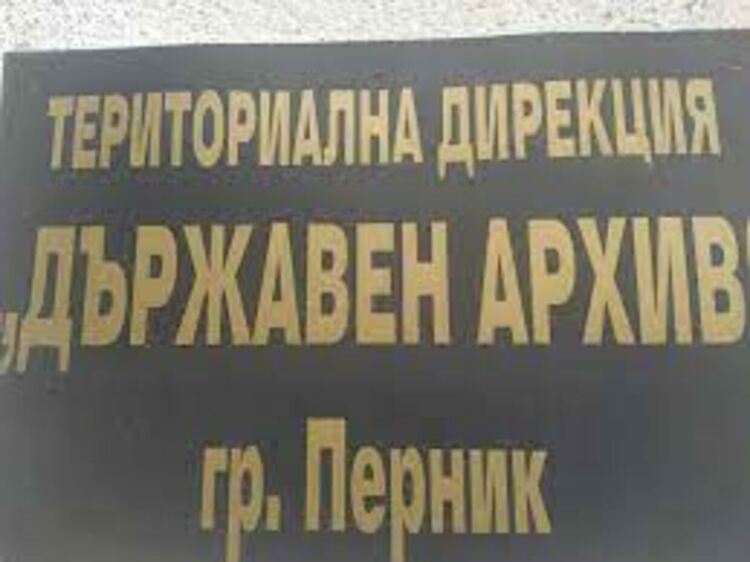 ТЕРИТОРИАЛНА ДИРЕКЦИЯ
„ДЪРЖАВЕН АРХИВ“
гр. Перник